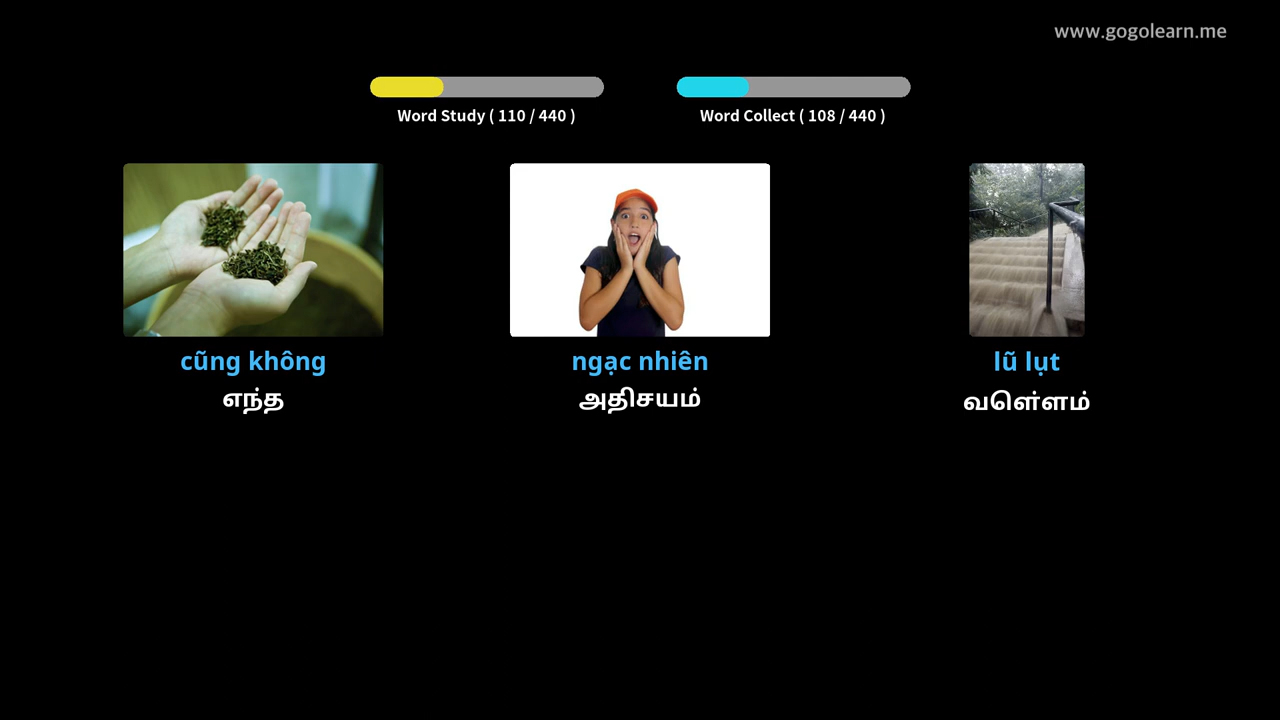 www.gogolearn.me
Word Study ( 110 / 440 )
Word Collect ( 108 / 440 )
cũng không
எந்த
ngạc nhiên
அதிசயம்
lũ lụt
வெள்ளம்